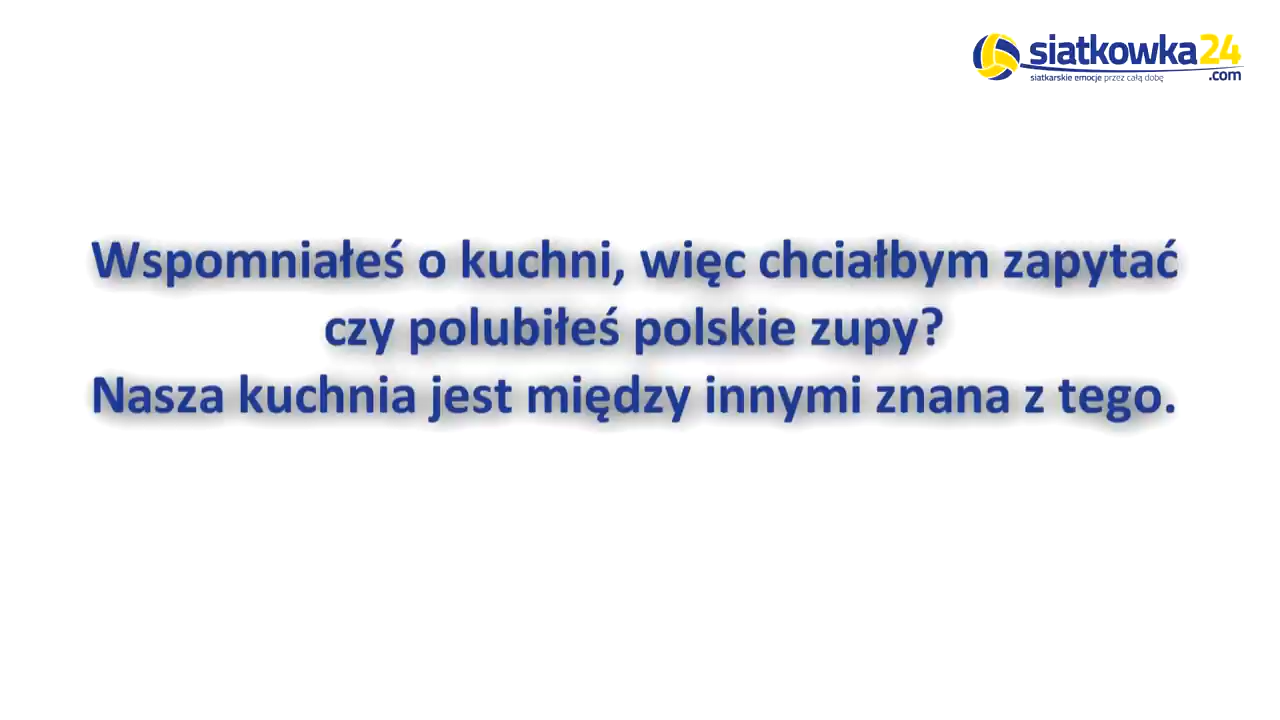 siatkowka24
.com
siatkarskie emocje przez całą dobę
Wspomniałeś o kuchni, więc chciałbym zapytać
czy polubiłeś polskie zupy?
Nasza kuchnia jest między innymi znana z tego.